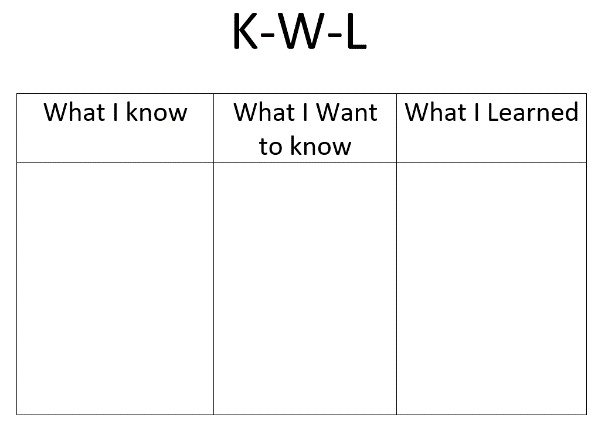 K-W-L
What I know
What I Want
to know
What I Learned